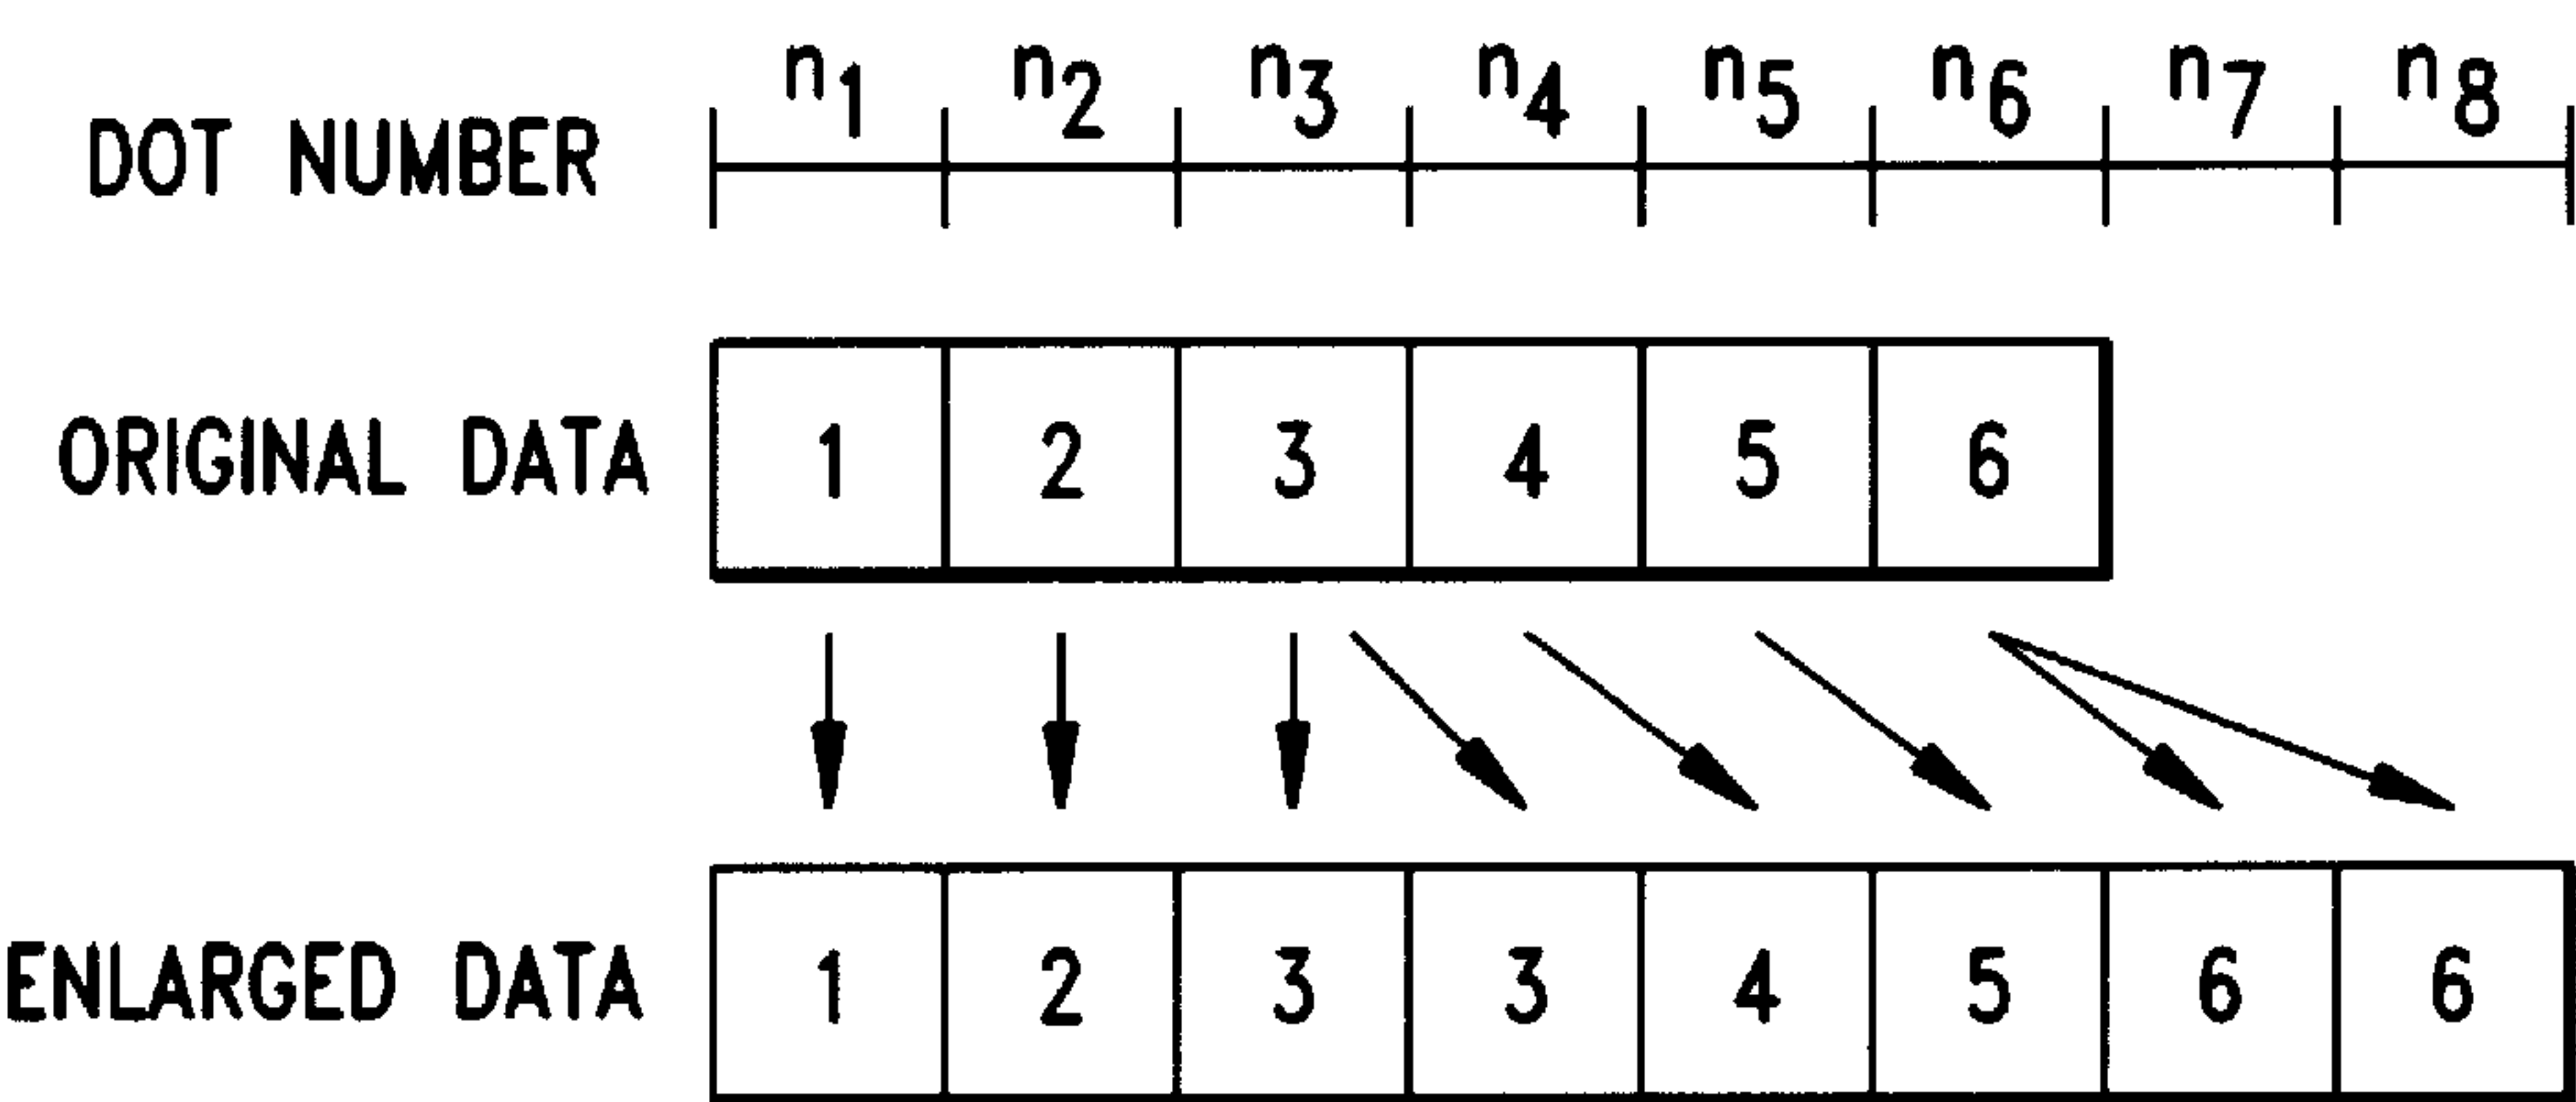 DOT NUMBER n1 n2 n3 n4 n5 n6 n7 n8
ORIGINAL DATA 1 2 3 4 5 6
ENLARGED DATA 1 2 3 3 4 5 6 6